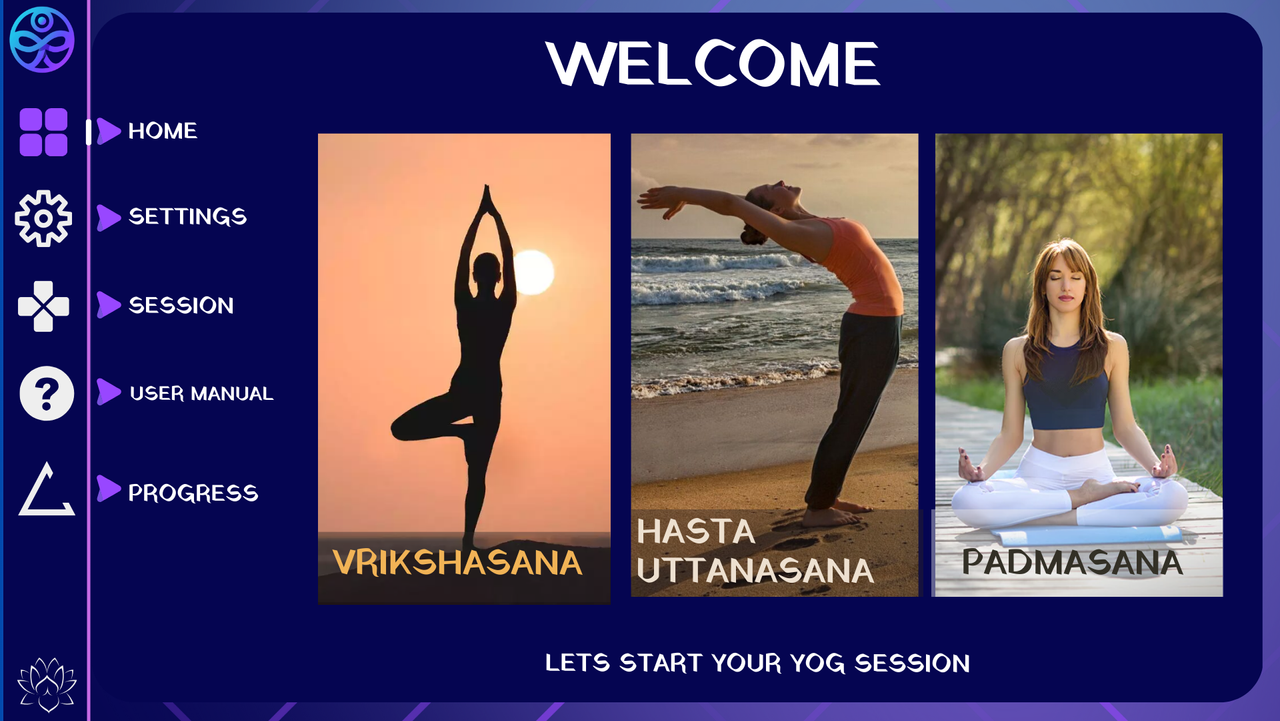 WELCOME
HOME
SETTINGS
SESSION
?
USER MANUAL
PROGRESS
VRIKSHASANA
HASTA
UTTANASANA
PADMASANA
LETS START YOUR YOG SESSION